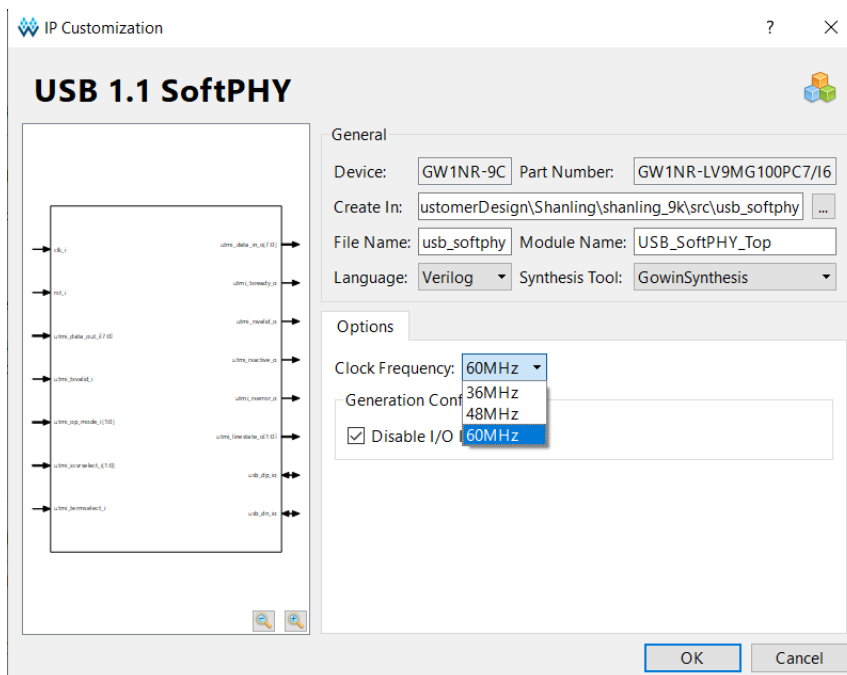 IP Customization
?
USB 1.1 SoftPHY
General
Device: GW1NR-9C Part Number: GW1NR-LV9MG100PC7/I6
Create In: ustomerDesign\Shanling\shanling_9k\src\usb_softphy ...
File Name: usb_softphy Module Name: USB_SoftPHY_Top
Language: Verilog Synthesis Tool: GowinSynthesis
Options
Clock Frequency: 60MHz
36MHz
48MHz
60MHz
Generation Conf
Disable I/O I
clk_i
rst_i
utmi_data_out_i[7:0]
utmi_txvalid_i
utmi_op_mode_i[1:0]
utmi_xcvrselect_i[1:0]
utmi_termselect_i
utmi_data_in_o[7:0]
utmi_txready_o
utmi_rxvalid_o
utmi_rxactive_o
utmi_rxerror_o
utmi_linestate_o[1:0]
usb_dp_io
usb_dn_io
OK Cancel